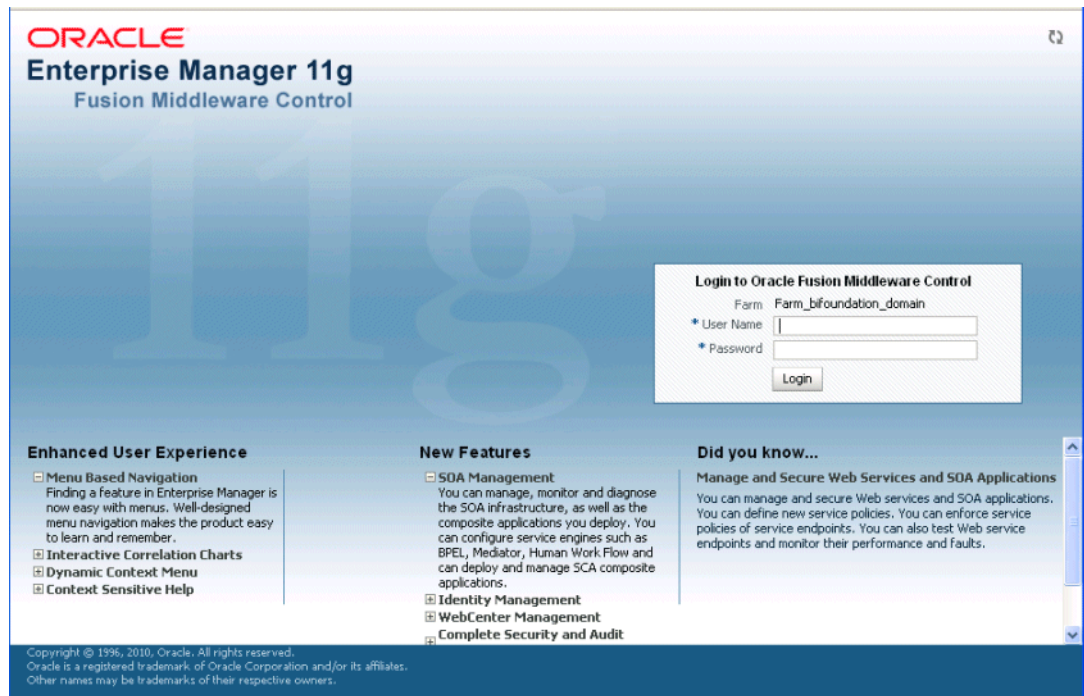 ORACLE
Enterprise Manager 11g
Fusion Middleware Control
11g
Login to Oracle Fusion Middleware Control
Farm Farm_bifoundation_domain
* User Name
* Password
Login
Enhanced User Experience
Menu Based Navigation
Finding a feature in Enterprise Manager is
now easy with menus. Well-designed
menu navigation makes the product easy
to learn and remember.
Interactive Correlation Charts
Dynamic Context Menu
Context Sensitive Help
New Features
SOA Management
You can manage, monitor and diagnose
the SOA infrastructure, as well as the
composite applications you deploy. You
can configure service engines such as
BPEL, Mediator, Human Work Flow and
can deploy and manage SCA composite
applications.
Identity Management
WebCenter Management
Complete Security and Audit
Did you know...
Manage and Secure Web Services and SOA Applications
You can manage and secure Web services and SOA applications.
You can define new service policies. You can enforce service
policies of service endpoints. You can also test Web service
endpoints and monitor their performance and faults.
Copyright © 1996, 2010, Oracle. All rights reserved.
Oracle is a registered trademark of Oracle Corporation and/or its affiliates.
Other names may be trademarks of their respective owners.